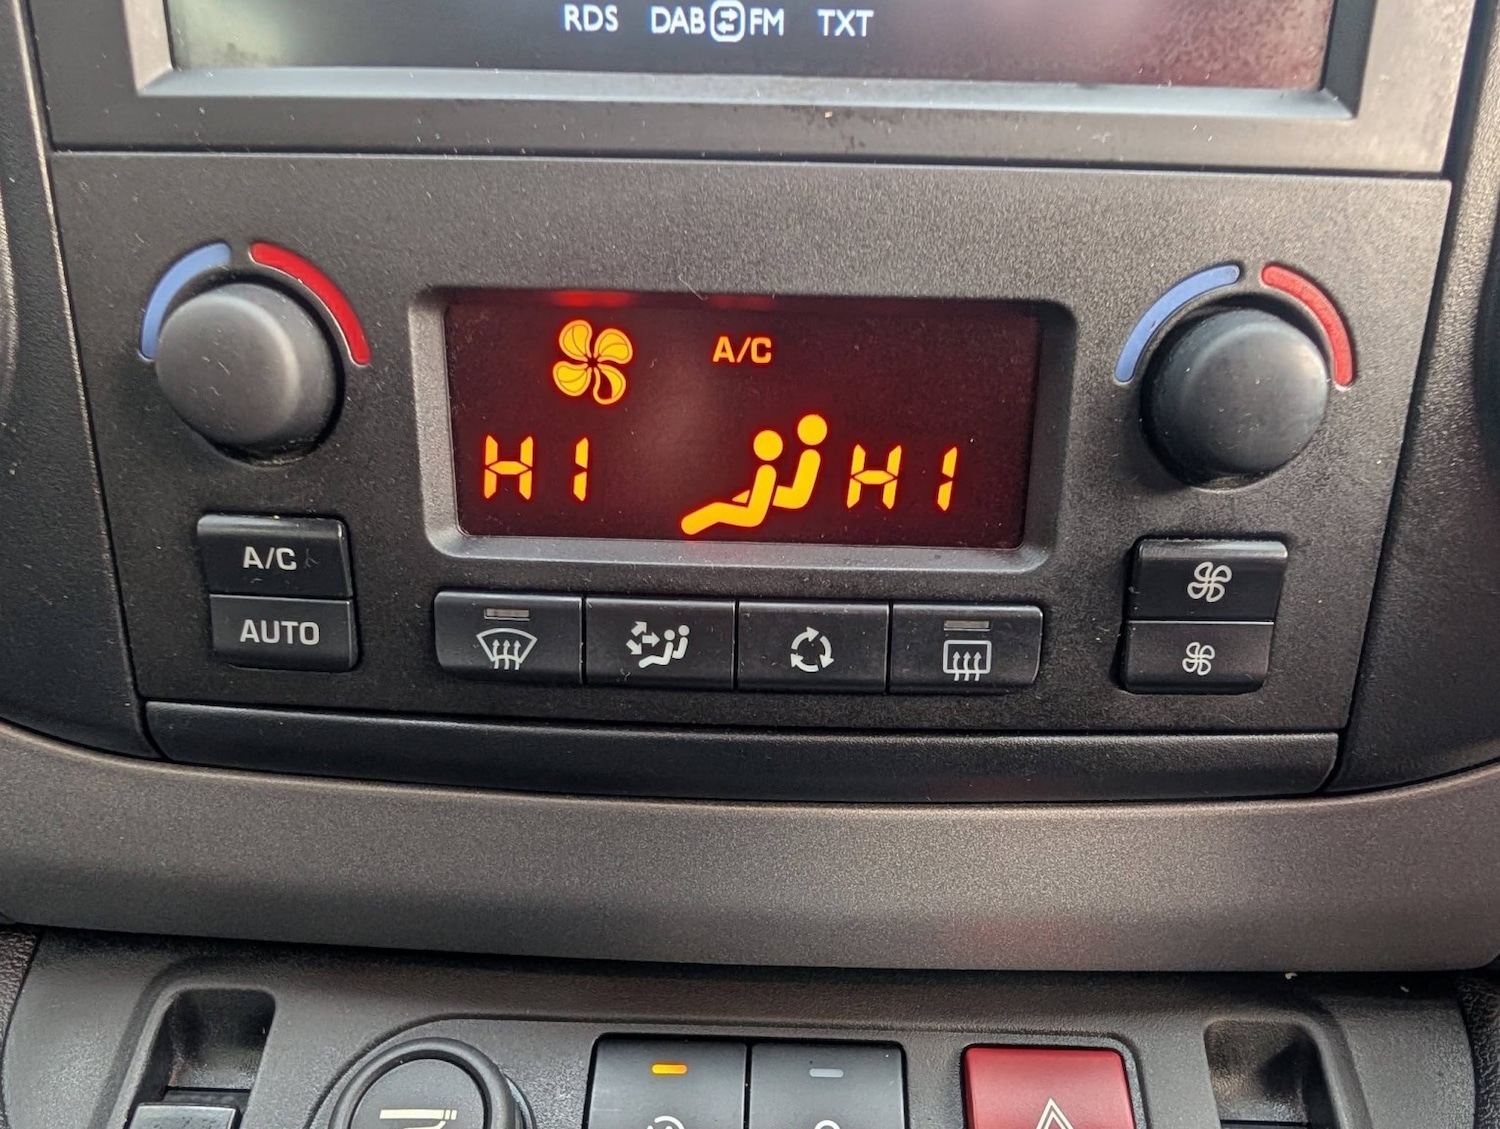 RDS DAB FM TXT
A/C
HI HI
A/C
AUTO